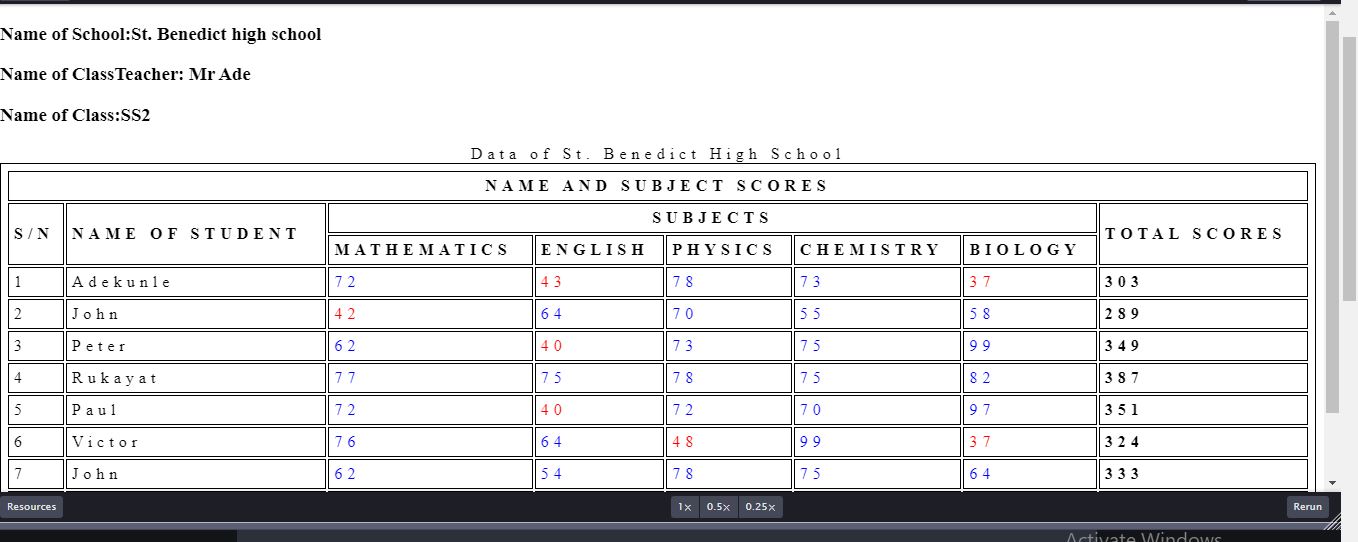 Name of School:St. Benedict high school
Name of ClassTeacher: Mr Ade
Name of Class:SS2
Data of St. Benedict High School
NAME AND SUBJECT SCORES
S/N NAME OF STUDENT SUBJECTS TOTAL SCORES
MATHEMATICS ENGLISH PHYSICS CHEMISTRY BIOLOGY
1 Adekunle 72 43 78 73 37 303
2 John 42 64 70 55 58 289
3 Peter 62 40 73 75 99 349
4 Rukayat 77 75 78 75 82 387
5 Paul 72 40 72 70 97 351
6 Victor 76 64 48 99 37 324
7 John 62 54 78 75 64 333
Resources 1x 0.5x 0.25x Rerun
Activate Windows